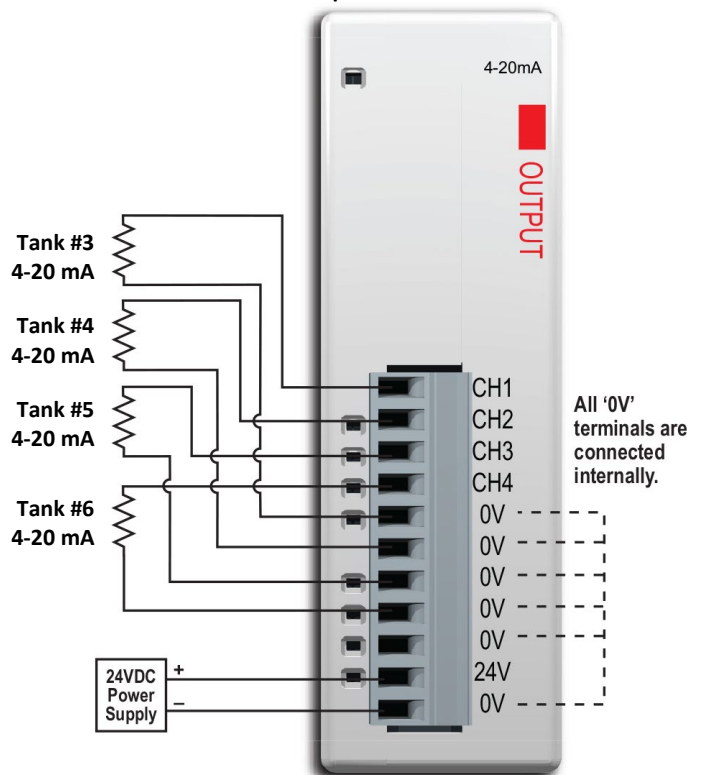 4-20mA
OUTPUT
Tank #3
4-20 mA
Tank #4
4-20 mA
Tank #5
4-20 mA
Tank #6
4-20 mA
CH1
CH2
CH3
CH4
0V
0V
0V
0V
0V
24V
0V
All ‘0V’
terminals are
connected
internally.
24VDC
Power
Supply
+
–